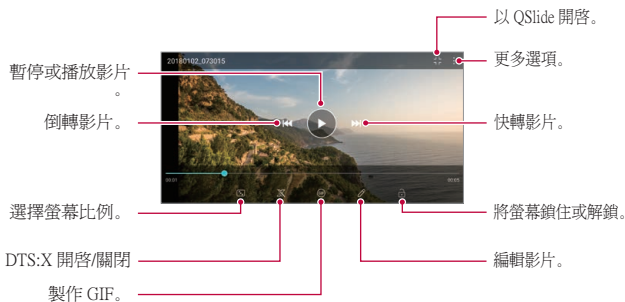 以 QSlide 開啓。
更多選項。
20180102_073015
暫停或播放影片
。
倒轉影片。
快轉影片。
00:01
00:05
選擇螢幕比例。
將螢幕鎖住或解鎖。
DTS:X 開啓/關閉
編輯影片。
製作 GIF。